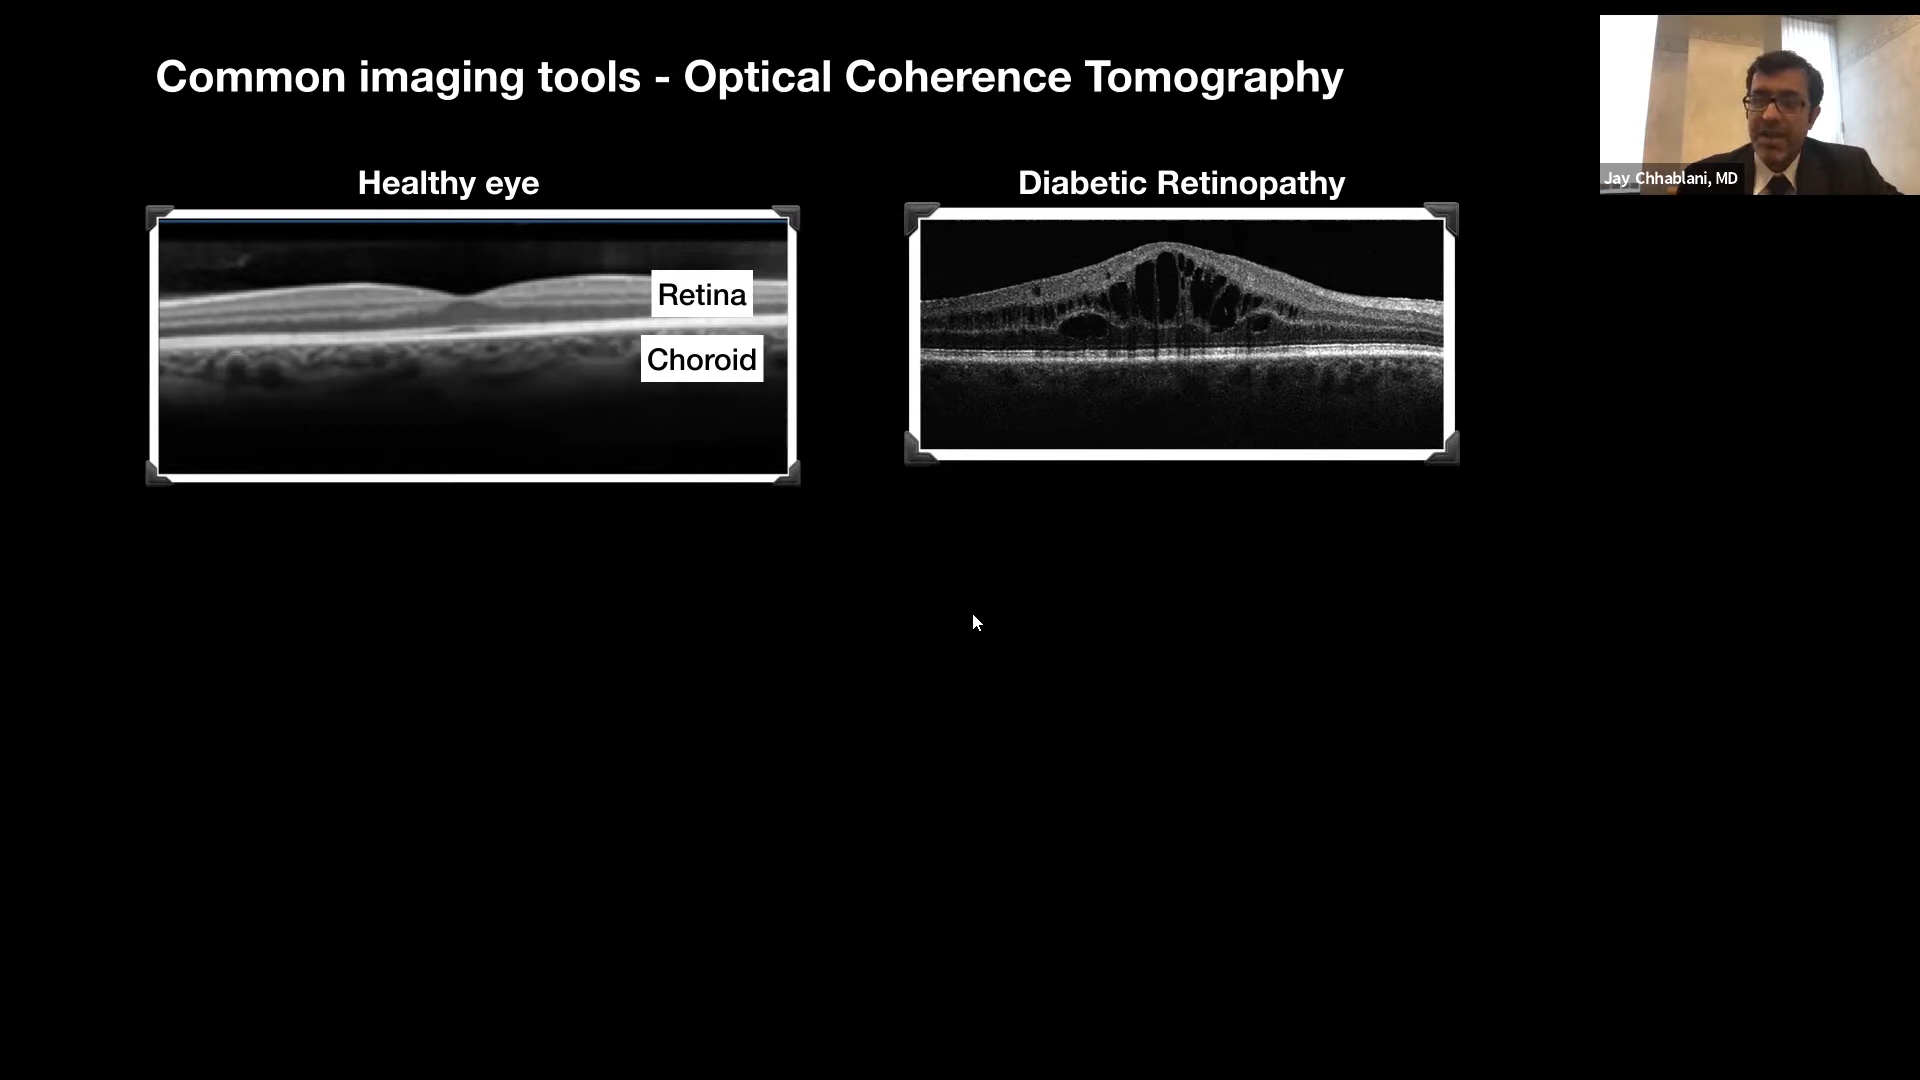 Common imaging tools - Optical Coherence Tomography
Jay Chhablani, MD
Healthy eye
Diabetic Retinopathy
Retina
Choroid